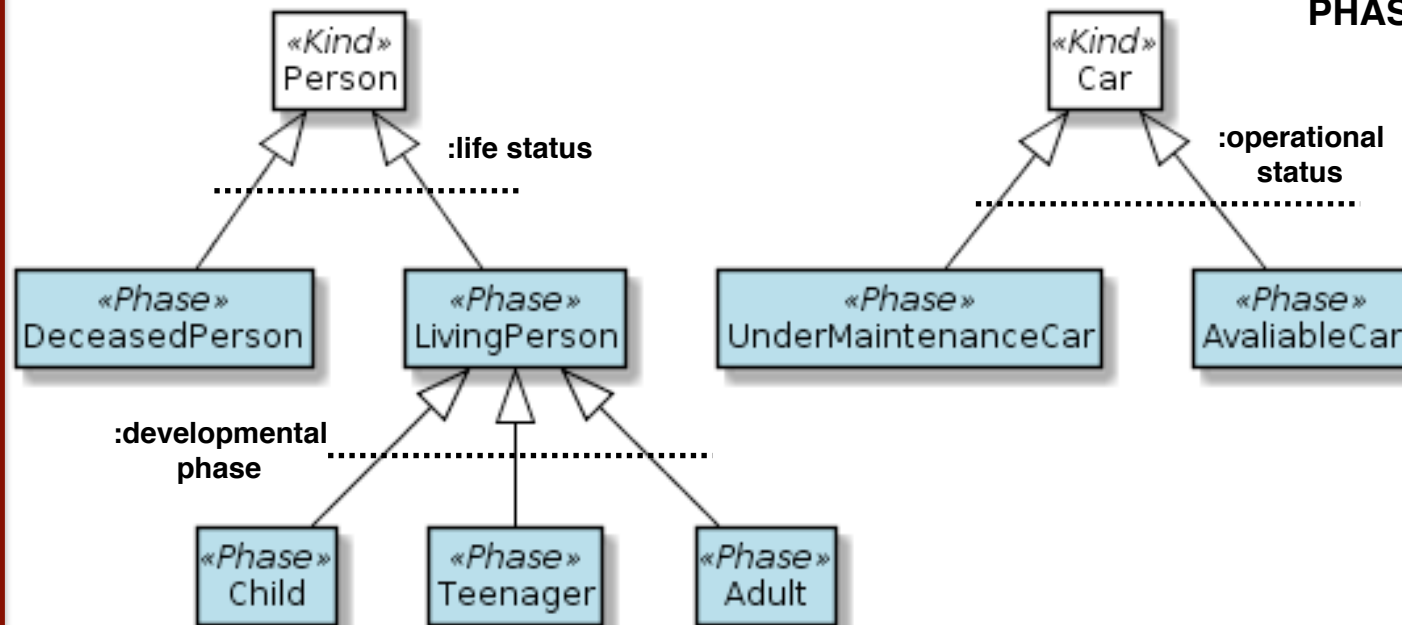 PHAS
«Kind»
Person
«Kind»
Car
:life status
:operational
status
«Phase»
DeceasedPerson
«Phase»
LivingPerson
«Phase»
UnderMaintenanceCar
«Phase»
AvaliableCar
:developmental
phase
«Phase»
Child
«Phase»
Teenager
«Phase»
Adult